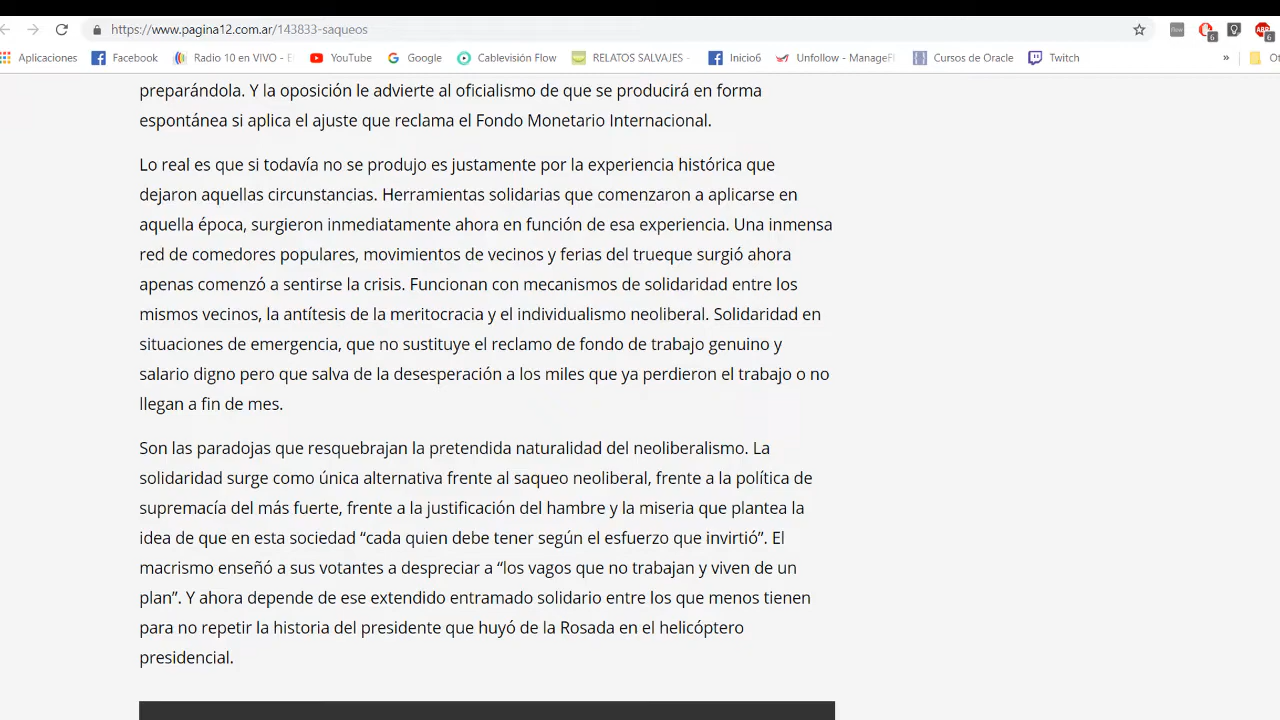 https://www.pagina12.com.ar/143833-saqueos
Aplicaciones Facebook Radio 10 en VIVO - E YouTube Google Cablevisión Flow RELATOS SALVAJES - Inicio6 Unfollow - ManageFl Cursos de Oracle Twitch » Ot
preparándola. Y la oposición le advierte al oficialismo de que se producirá en forma
espontánea si aplica el ajuste que reclama el Fondo Monetario Internacional.
Lo real es que si todavía no se produjo es justamente por la experiencia histórica que
dejaron aquellas circunstancias. Herramientas solidarias que comenzaron a aplicarse en
aquella época, surgieron inmediatamente ahora en función de esa experiencia. Una inmensa
red de comedores populares, movimientos de vecinos y ferias del trueque surgió ahora
apenas comenzó a sentirse la crisis. Funcionan con mecanismos de solidaridad entre los
mismos vecinos, la antítesis de la meritocracia y el individualismo neoliberal. Solidaridad en
situaciones de emergencia, que no sustituye el reclamo de fondo de trabajo genuino y
salario digno pero que salva de la desesperación a los miles que ya perdieron el trabajo o no
llegan a fin de mes.
Son las paradojas que resquebrajan la pretendida naturalidad del neoliberalismo. La
solidaridad surge como única alternativa frente al saqueo neoliberal, frente a la política de
supremacía del más fuerte, frente a la justificación del hambre y la miseria que plantea la
idea de que en esta sociedad “cada quien debe tener según el esfuerzo que invirtió”. El
macrismo enseñó a sus votantes a despreciar a “los vagos que no trabajan y viven de un
plan”. Y ahora depende de ese extendido entramado solidario entre los que menos tienen
para no repetir la historia del presidente que huyó de la Rosada en el helicóptero
presidencial.